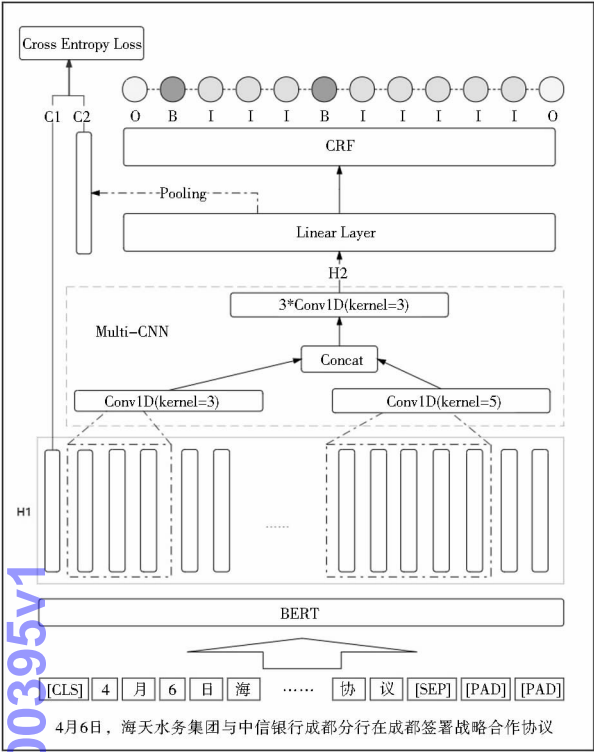 Cross Entropy Loss
C1 C2 O B I I I B I I I I I O
CRF
Pooling
Linear Layer
H2
3*Conv1D(kernel=3)
Multi-CNN
Concat
Conv1D(kernel=3) Conv1D(kernel=5)
H1
......
BERT
[CLS] 4 月 6 日 海 …… 协 议 [SEP] [PAD] [PAD]
4月6日，海天水务集团与中信银行成都分行在成都签署战略合作协议
00395v1